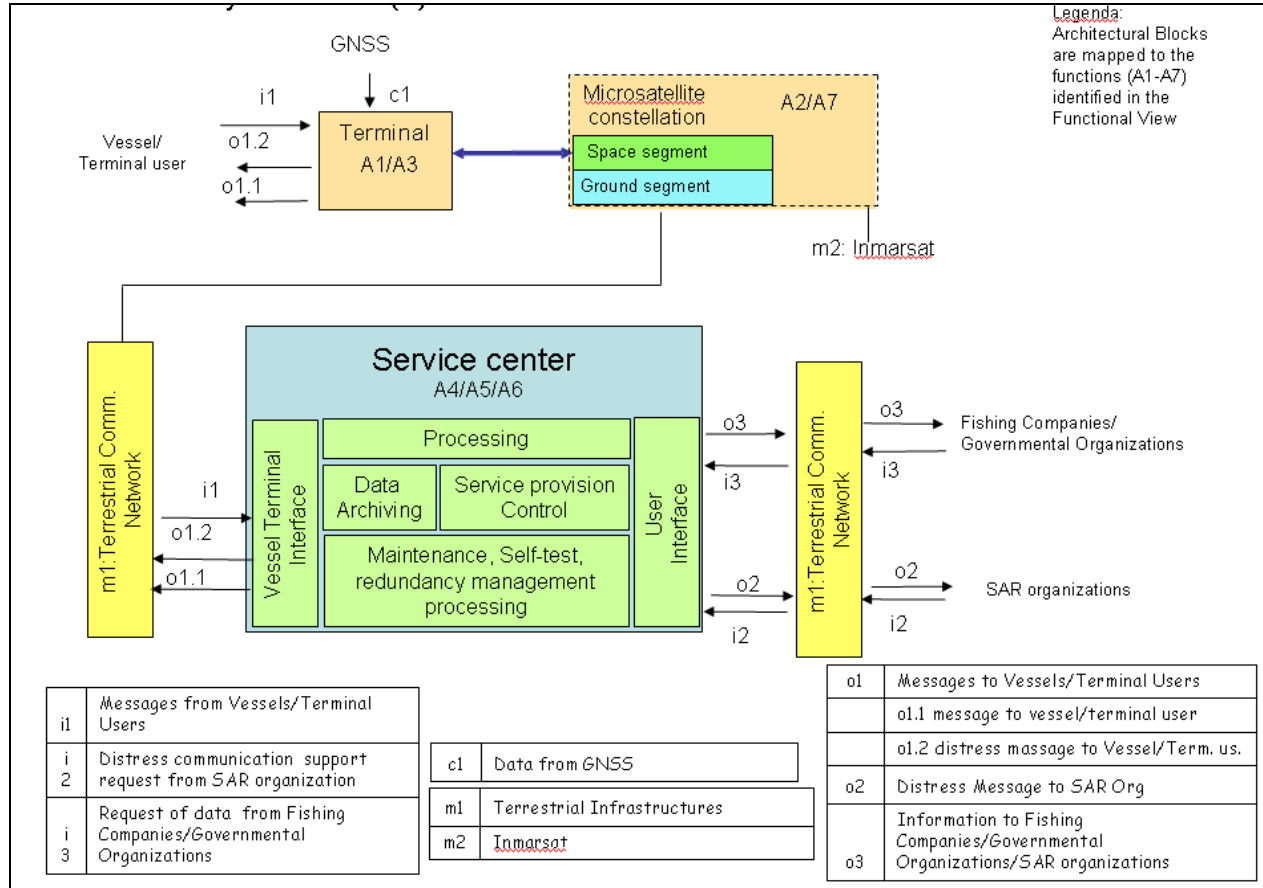 Legenda:
Architectural Blocks
are mapped to the
functions (A1-A7)
identified in the
Functional View
GNSS
c1
i1
o1.2
o1.1
Vessel/
Terminal user
Terminal
A1/A3
Microsatellite
constellation
A2/A7
Space segment
Ground segment
m2: Inmarsat
m1:Terrestrial Comm.
Network
i1
o1.2
o1.1
Service center
A4/A5/A6
Vessel Terminal
Interface
Processing
Data
Archiving
Service provision
Control
Maintenance, Self-test,
redundancy management
processing
User
Interface
o3
i3
o2
i2
m1:Terrestrial Comm.
Network
o3
i3
Fishing Companies/
Governmental Organizations
o2
i2
SAR organizations
i1 Messages from Vessels/Terminal
Users
i
2
Distress communication support
request from SAR organization
i
3
Request of data from Fishing
Companies/Governmental
Organizations
c1 Data from GNSS
m1 Terrestrial Infrastructures
m2 Inmarsat
o1 Messages to Vessels/Terminal Users
o1.1 message to vessel/terminal user
o1.2 distress massage to Vessel/Term. us.
o2 Distress Message to SAR Org
o3 Information to Fishing
Companies/Governmental
Organizations/SAR organizations